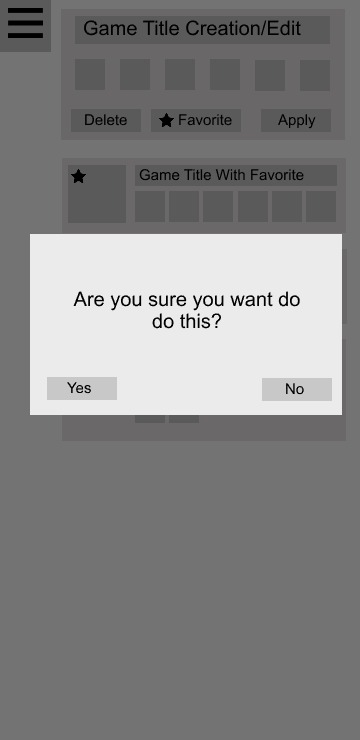 Game Title Creation/Edit
Delete
Favorite
Apply
Game Title With Favorite
Are you sure you want do
do this?
Yes
No